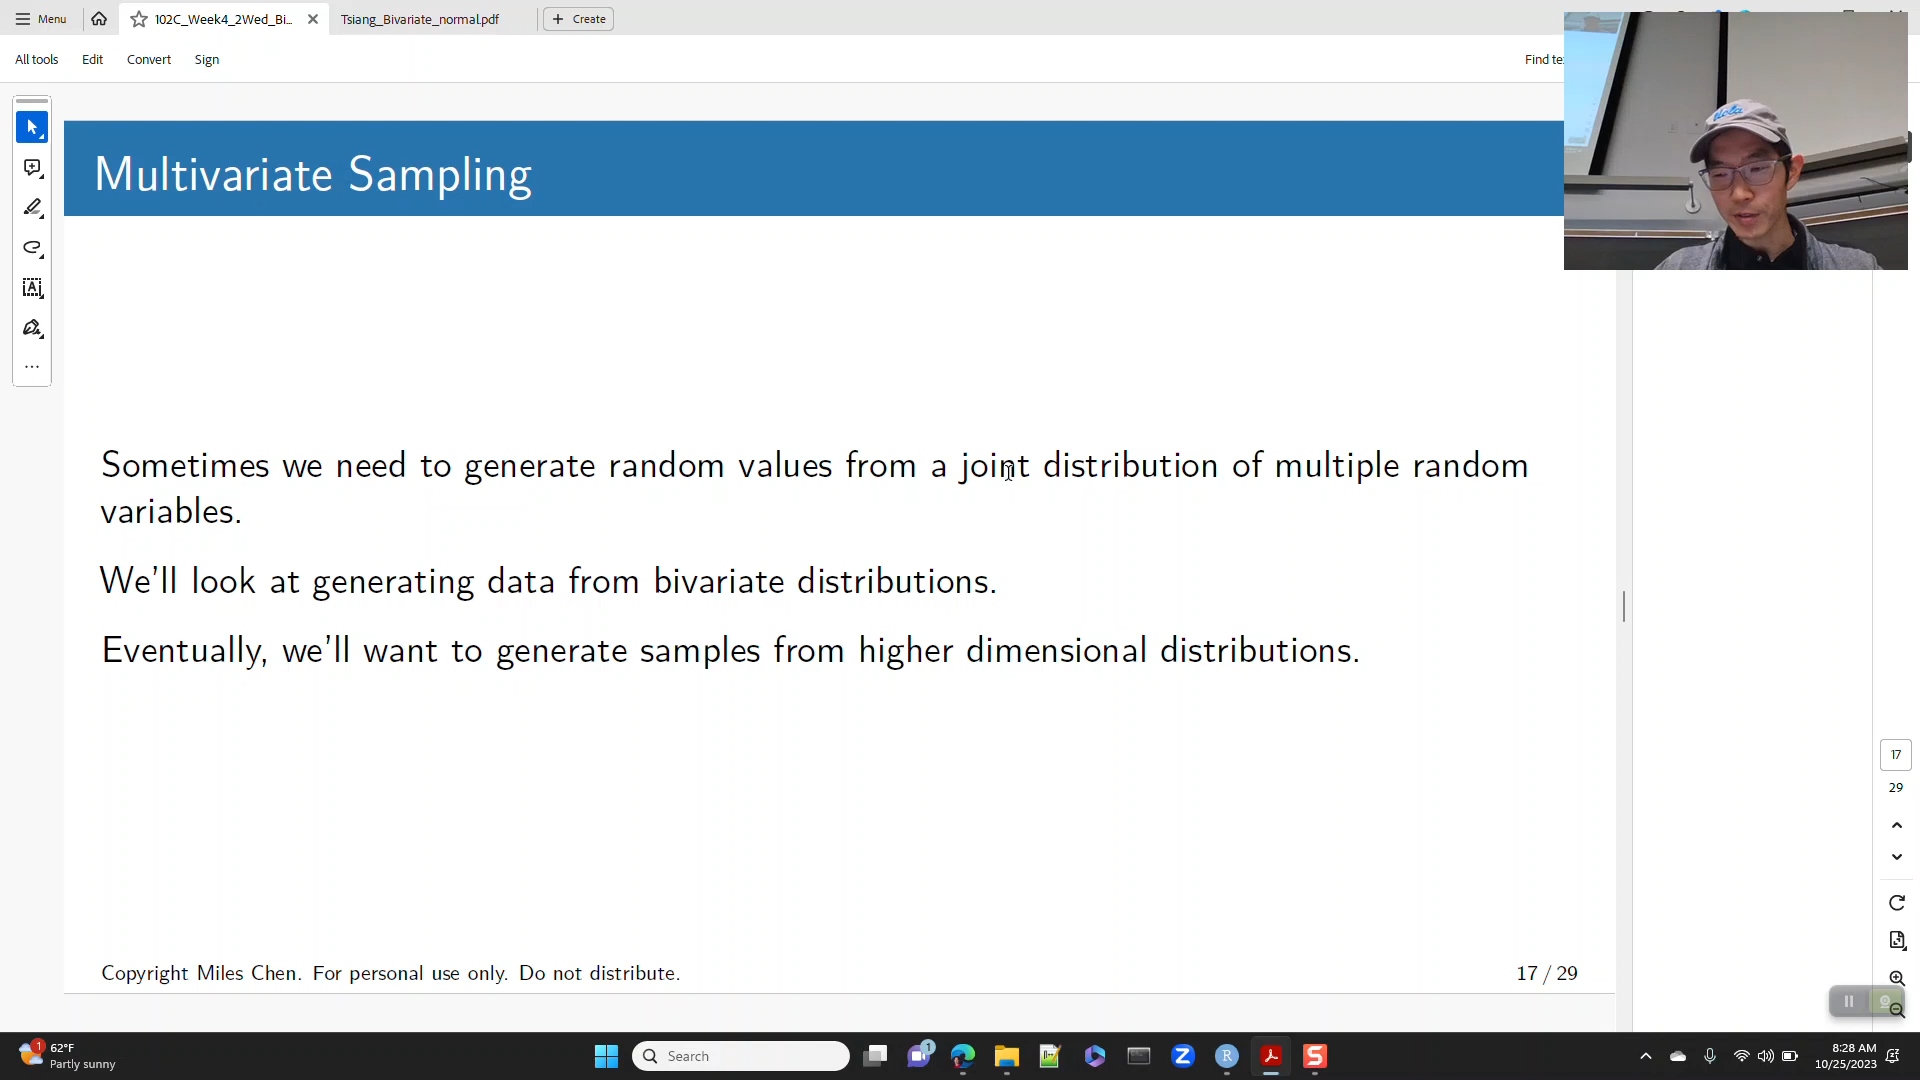 Menu
102C_Week4_2Wed_Bi...
Tsiang_Bivariate_normal.pdf
Create
All tools
Edit
Convert
Sign
Multivariate Sampling
Sometimes we need to generate random values from a joint distribution of multiple random
variables.
We'll look at generating data from bivariate distributions.
Eventually, we'll want to generate samples from higher dimensional distributions.
Copyright Miles Chen. For personal use only. Do not distribute.
17 / 29
17
29
1
62°F
Partly sunny
Search
1
8:28 AM
10/25/2023